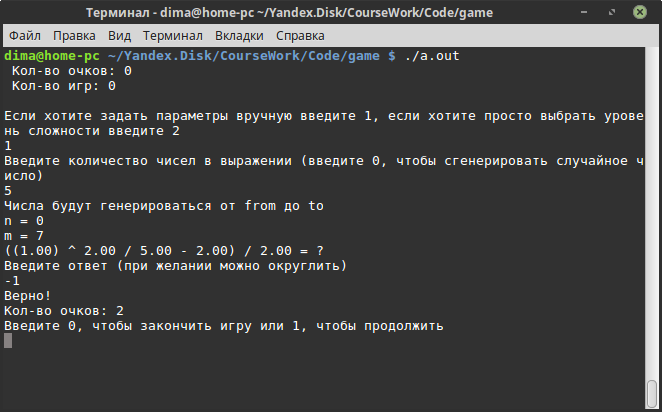 Терминал - dima@home-pc ~/Yandex.Disk/CourseWork/Code/game
Файл Правка Вид Терминал Вкладки Справка
dima@home-pc ~/Yandex.Disk/CourseWork/Code/game $ ./a.out
Кол-во очков: 0
Кол-во игр: 0
Если хотите задать параметры вручную введите 1, если хотите просто выбрать урове
нь сложности введите 2
1
Введите количество чисел в выражении (введите 0, чтобы сгенерировать случайное ч
исло)
5
Числа будут генерироваться от from до to
n = 0
m = 7
((1.00) ^ 2.00 / 5.00 - 2.00) / 2.00 = ?
Введите ответ (при желании можно округлить)
-1
Верно!
Кол-во очков: 2
Введите 0, чтобы закончить игру или 1, чтобы продолжить